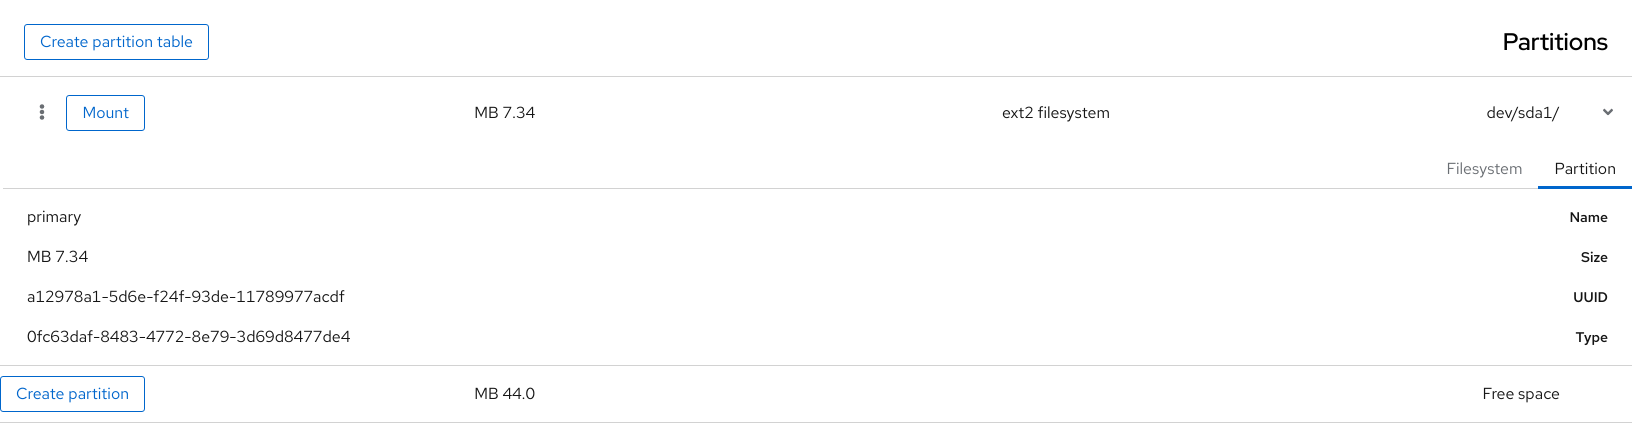 Partitions
Create partition table
dev/sda1/
ext2 filesystem
MB 7.34
Mount
Partition
Filesystem
Name
primary
Size
MB 7.34
UUID
a12978a1-5d6e-f24f-93de-11789977acdf
Type
0fc63daf-8483-4772-8e79-3d69d8477de4
Free space
MB 44.0
Create partition